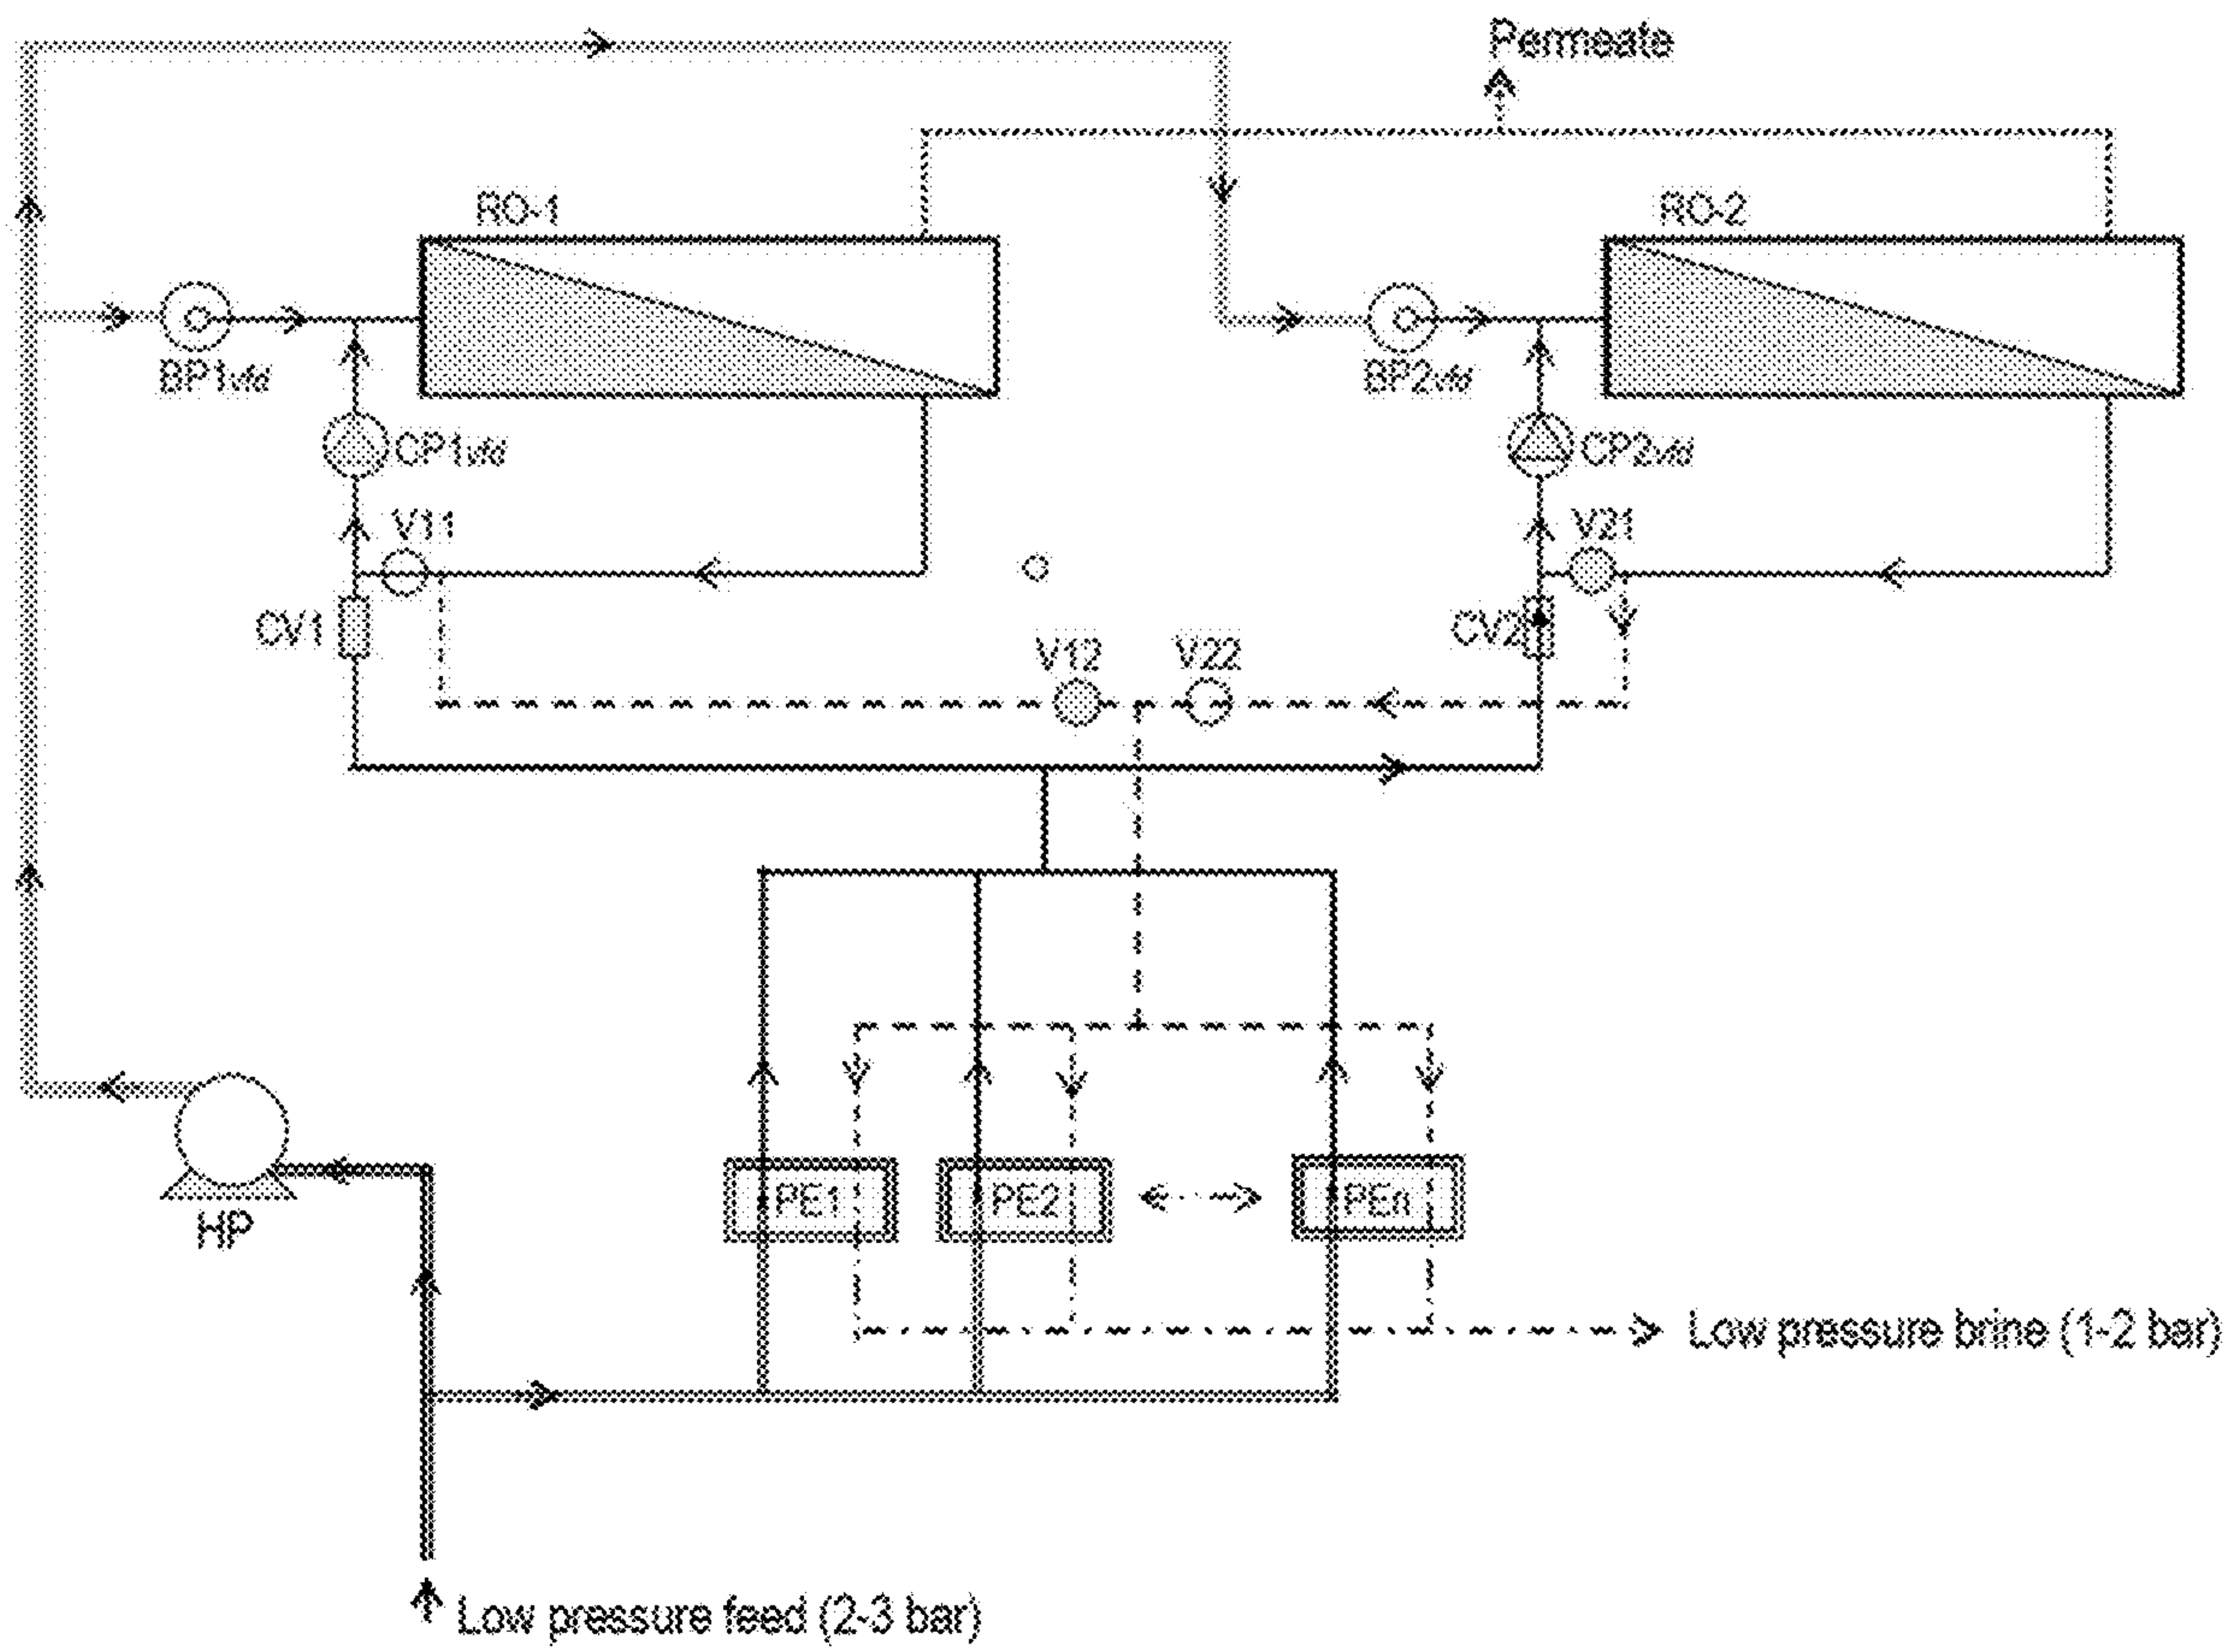 Permeate
RO-1
RO-2
BP1vfd
BP2vfd
CP1vfd
CP2vfd
V11
V21
CV1
CV2
V12
V22
PE1
PE2
PEn
HP
Low pressure brine (1-2 bar)
Low pressure feed (2-3 bar)